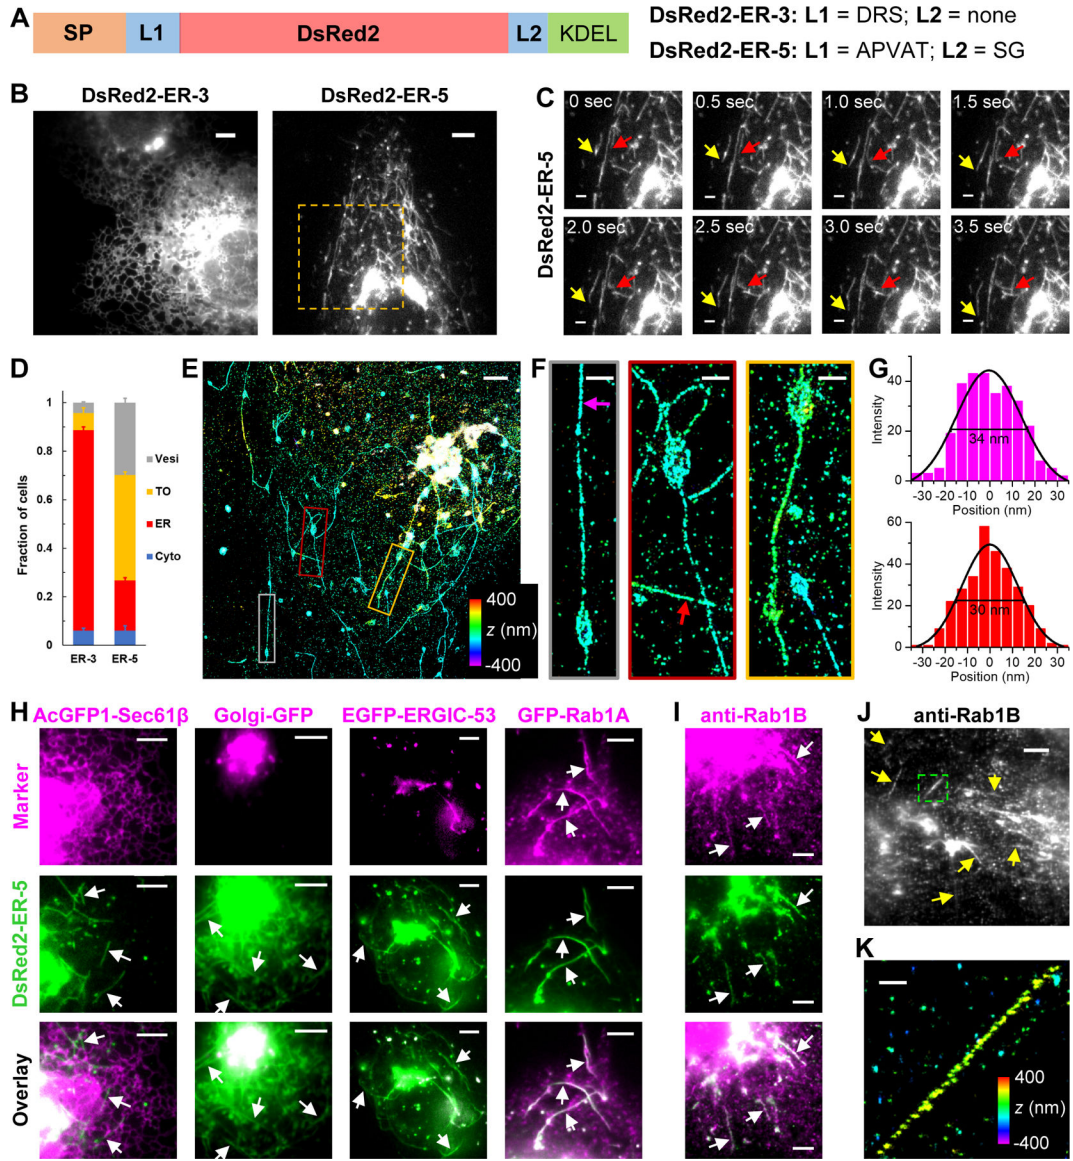 A
SP
L1
DsRed2
L2
KDEL
DsRed2-ER-3: L1 = DRS; L2 = none
DsRed2-ER-5: L1 = APVAT; L2 = SG
B
DsRed2-ER-3
DsRed2-ER-5
C
DsRed2-ER-5
0 sec
0.5 sec
1.0 sec
1.5 sec
2.0 sec
2.5 sec
3.0 sec
3.5 sec
D
Fraction of cells
1
0.8
0.6
0.4
0.2
0
ER-3
ER-5
Vesi
TO
ER
Cyto
E
400
z (nm)
-400
F
G
Intensity
40
20
0
34 nm
-30 -20 -10 0 10 20 30
Position (nm)
Intensity
60
40
20
0
30 nm
-30 -20 -10 0 10 20 30
Position (nm)
H
AcGFP1-Sec61β
Golgi-GFP
EGFP-ERGIC-53
GFP-Rab1A
Marker
DsRed2-ER-5
Overlay
I
anti-Rab1B
J
anti-Rab1B
K
400
z (nm)
-400